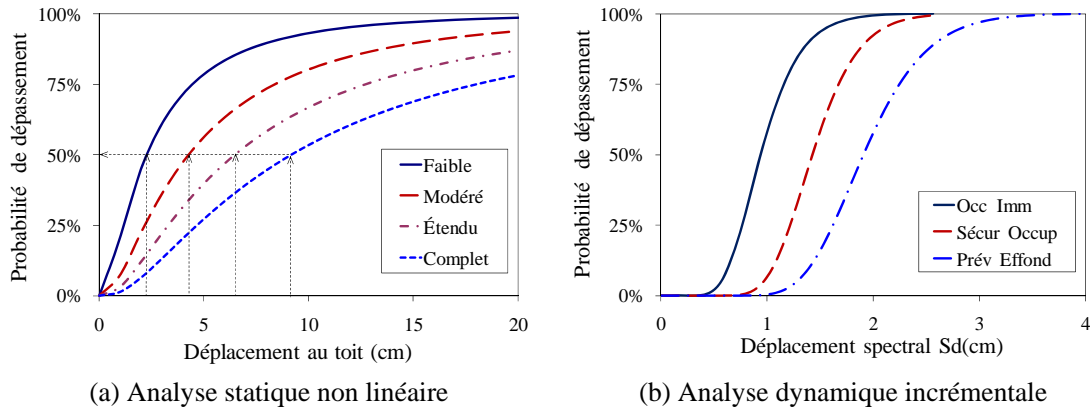 100%
75%
50%
25%
0%
Probabilité de dépassement
0
5
10
15
20
Déplacement au toit (cm)
Faible
Modéré
Étendu
Complet
(a) Analyse statique non linéaire
100%
75%
50%
25%
0%
Probabilité de dépassement
0
1
2
3
4
Déplacement spectral Sd(cm)
Occ Imm
Sécur Occup
Prév Effond
(b) Analyse dynamique incrémentale